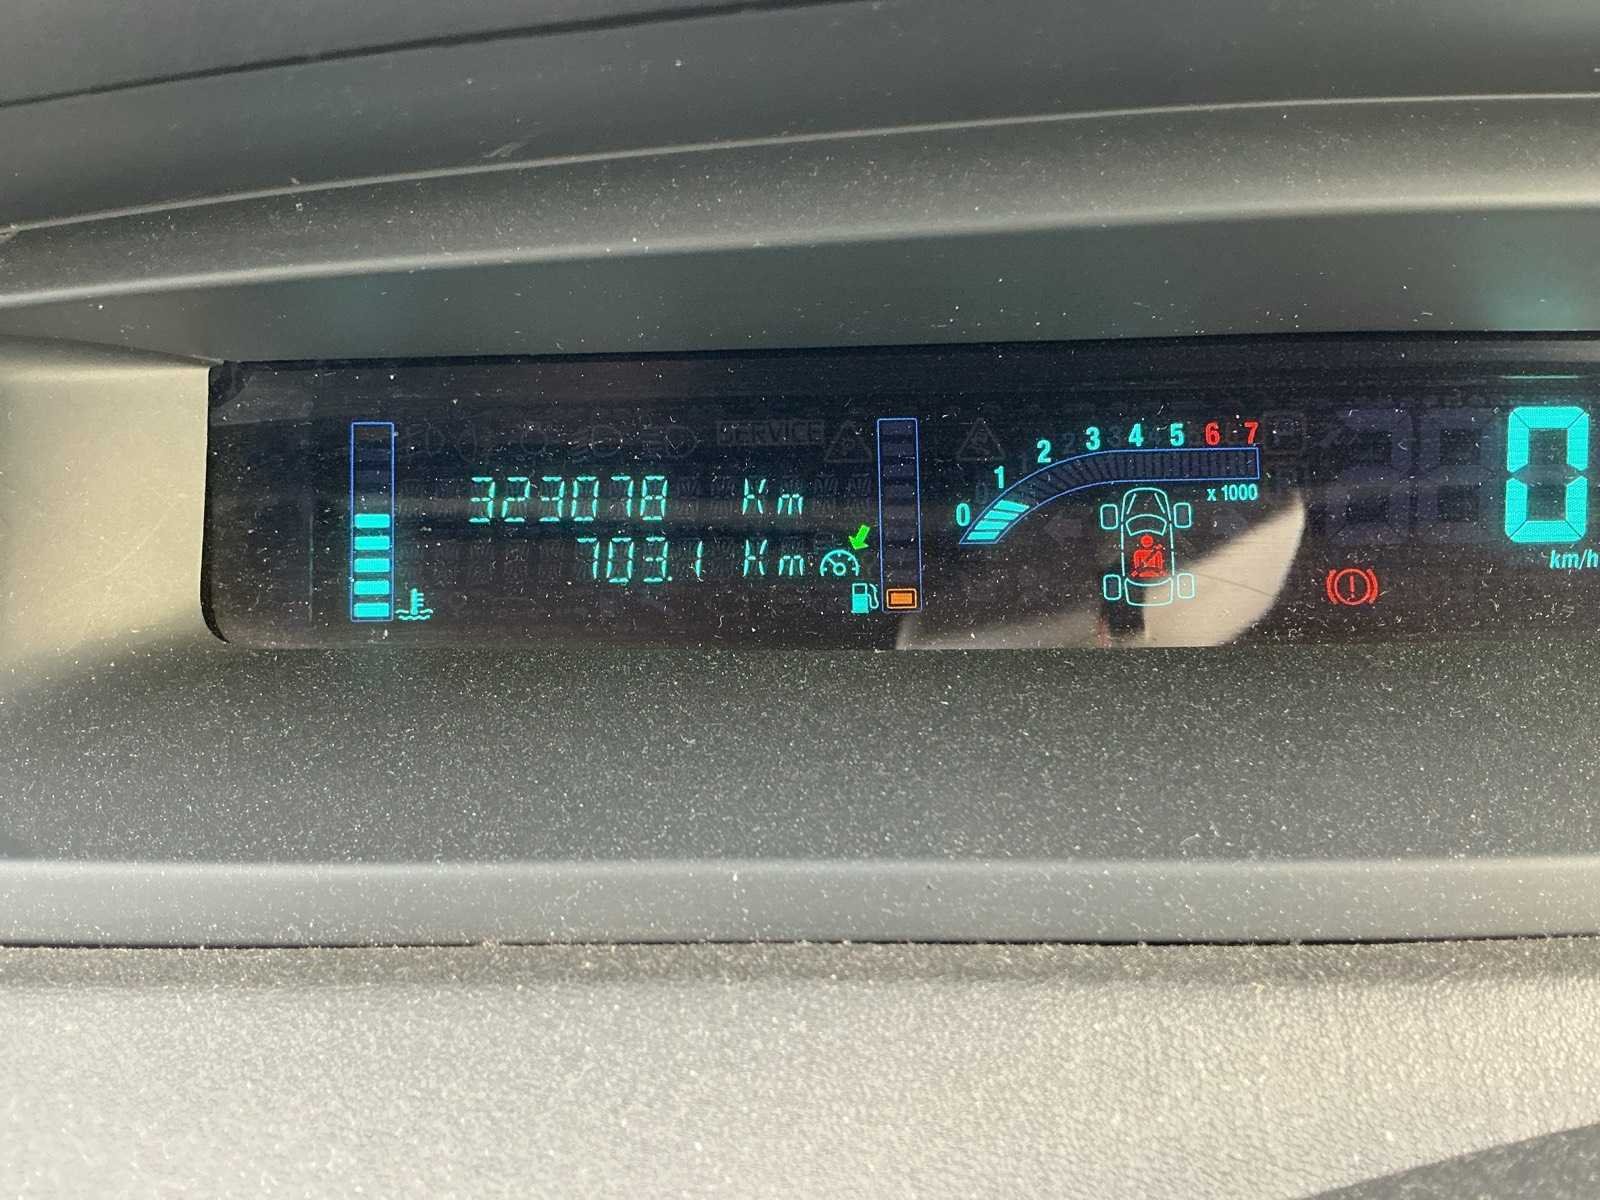 SERVICE
323078 Km
703.1 Km
0 1 2 3 4 5 6 7
x 1000
0
km/h